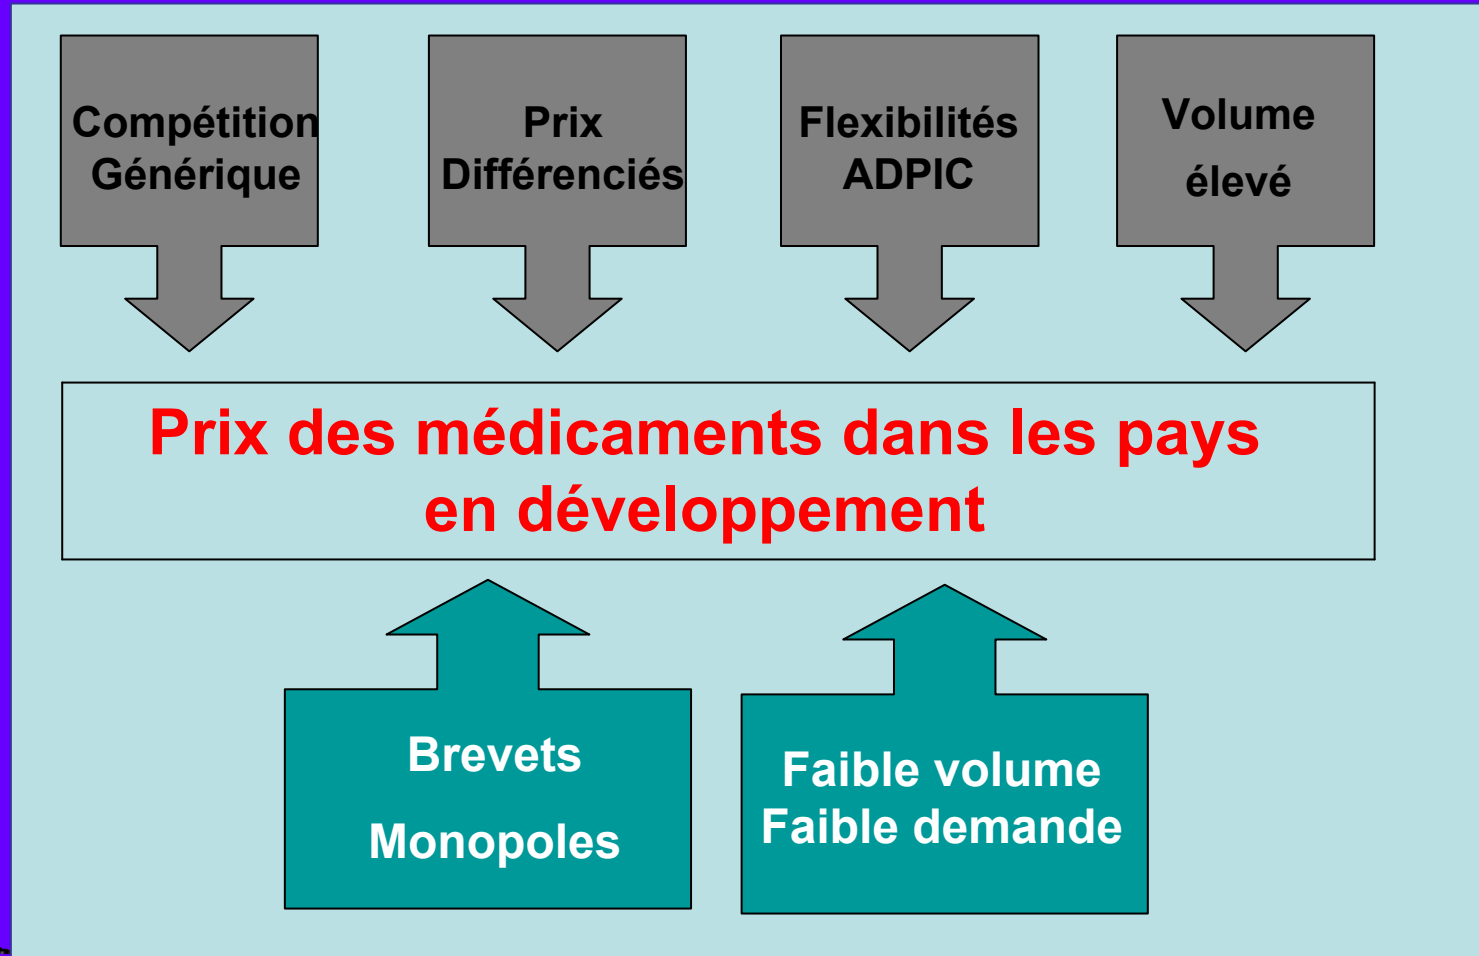 Compétition
Générique
Prix
Différenciés
Flexibilités
ADPIC
Volume
élevé
Prix des médicaments dans les pays
en développement
Brevets
Monopoles
Faible volume
Faible demande